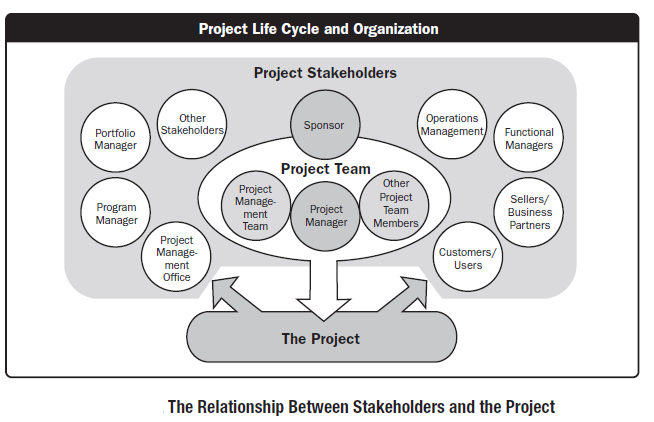 Project Life Cycle and Organization
Project Stakeholders
Portfolio
Manager
Other
Stakeholders
Sponsor
Operations
Management
Functional
Managers
Program
Manager
Project Team
Project
Manage-
ment
Team
Project
Manager
Other
Project
Team
Members
Sellers/
Business
Partners
Project
Manage-
ment
Office
Customers/
Users
The Project
The Relationship Between Stakeholders and the Project